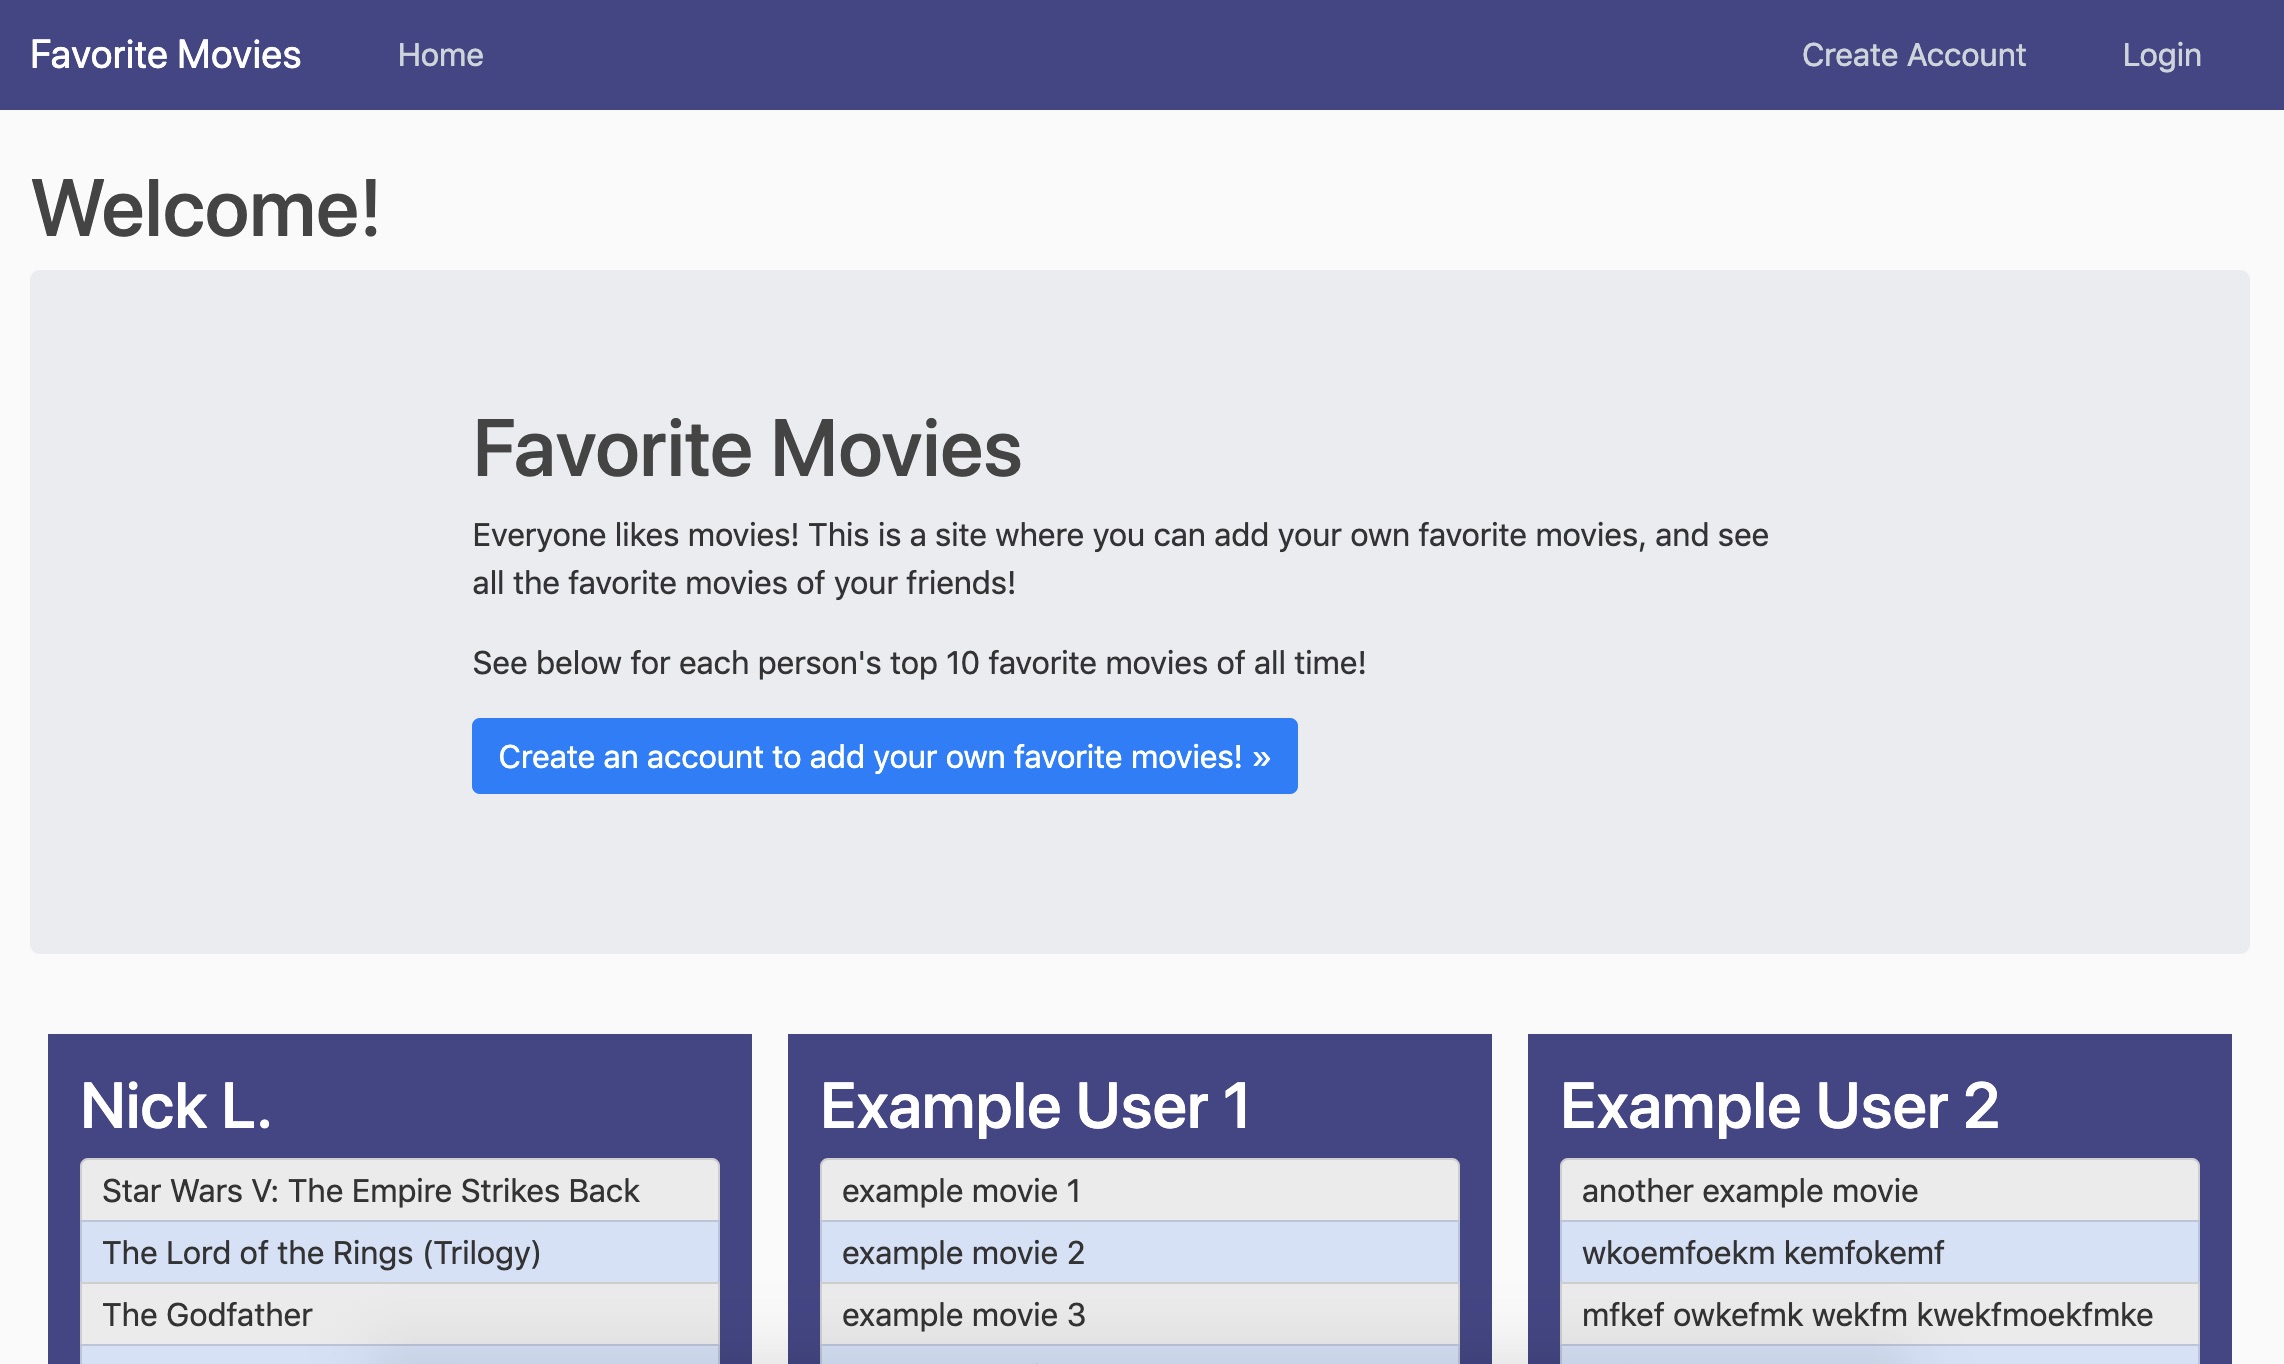 Favorite Movies Home Create Account Login
Welcome!
Favorite Movies
Everyone likes movies! This is a site where you can add your own favorite movies, and see
all the favorite movies of your friends!
See below for each person's top 10 favorite movies of all time!
Create an account to add your own favorite movies! »
Nick L.
Star Wars V: The Empire Strikes Back
The Lord of the Rings (Trilogy)
The Godfather
Example User 1
example movie 1
example movie 2
example movie 3
Example User 2
another example movie
wkoemfoekm kemfokemf
mfkef owkefmk wekfm kwekfmoekfmke